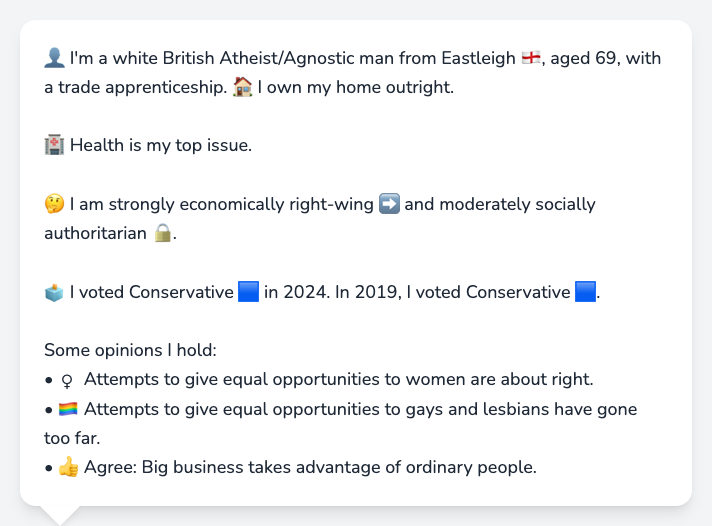 👤 I'm a white British Atheist/Agnostic man from Eastleigh 🏴󠁧󠁢󠁥󠁮󠁧󠁿, aged 69, with
a trade apprenticeship. 🏠 I own my home outright.
🏥 Health is my top issue.
🤔 I am strongly economically right-wing ➡️ and moderately socially
authoritarian 🔒.
🗳️ I voted Conservative 🟦 in 2024. In 2019, I voted Conservative 🟦.
Some opinions I hold:
• ♀ Attempts to give equal opportunities to women are about right.
• 🏳️‍🌈 Attempts to give equal opportunities to gays and lesbians have gone
too far.
• 👍 Agree: Big business takes advantage of ordinary people.